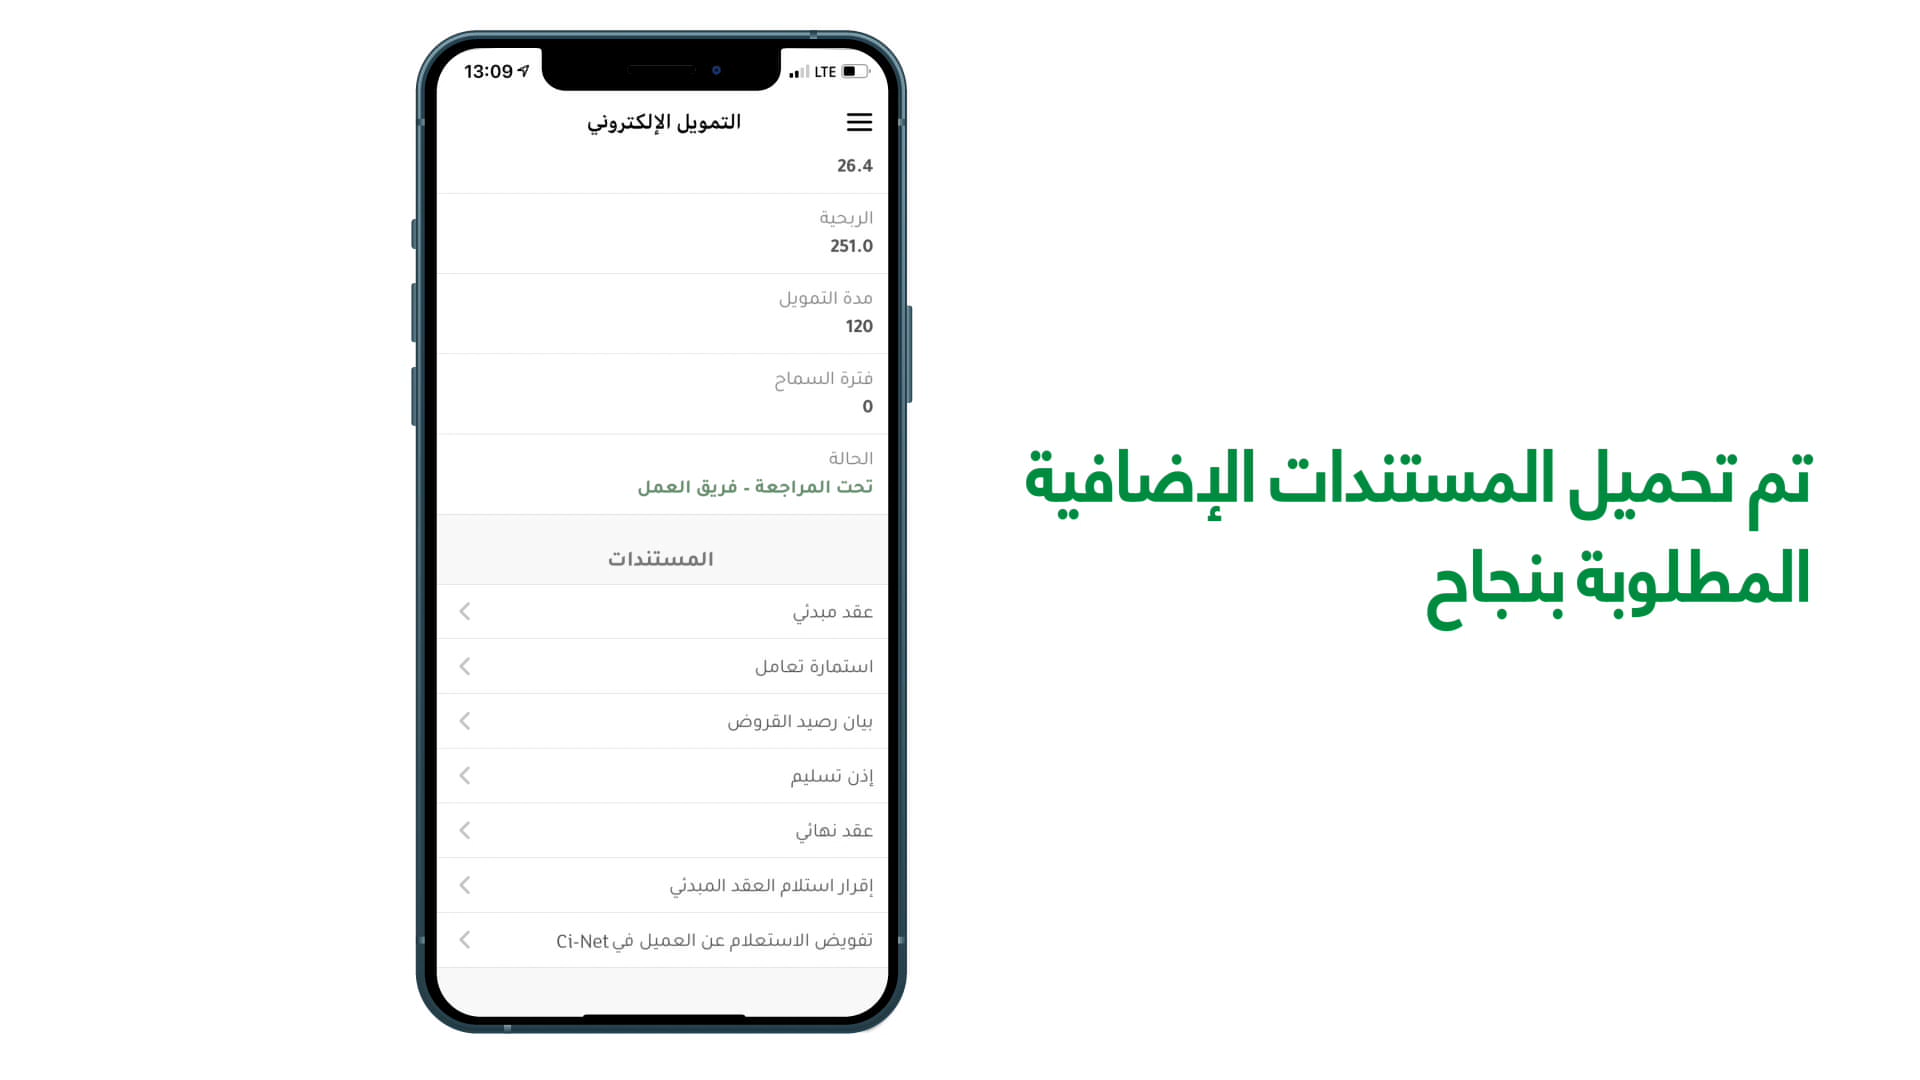 13:09
LTE
التمويل الإلكتروني
26.4
الربحية
251.0
مدة التمويل
120
فترة السماح
0
الحالة
تحت المراجعة - فريق العمل
المستندات
عقد مبدئي
استمارة تعامل
بيان رصيد القروض
إذن تسليم
عقد نهائي
إقرار استلام العقد المبدئي
تفويض الاستعلام عن العميل في Ci-Net
تم تحميل المستندات الإضافية
المطلوبة بنجاح